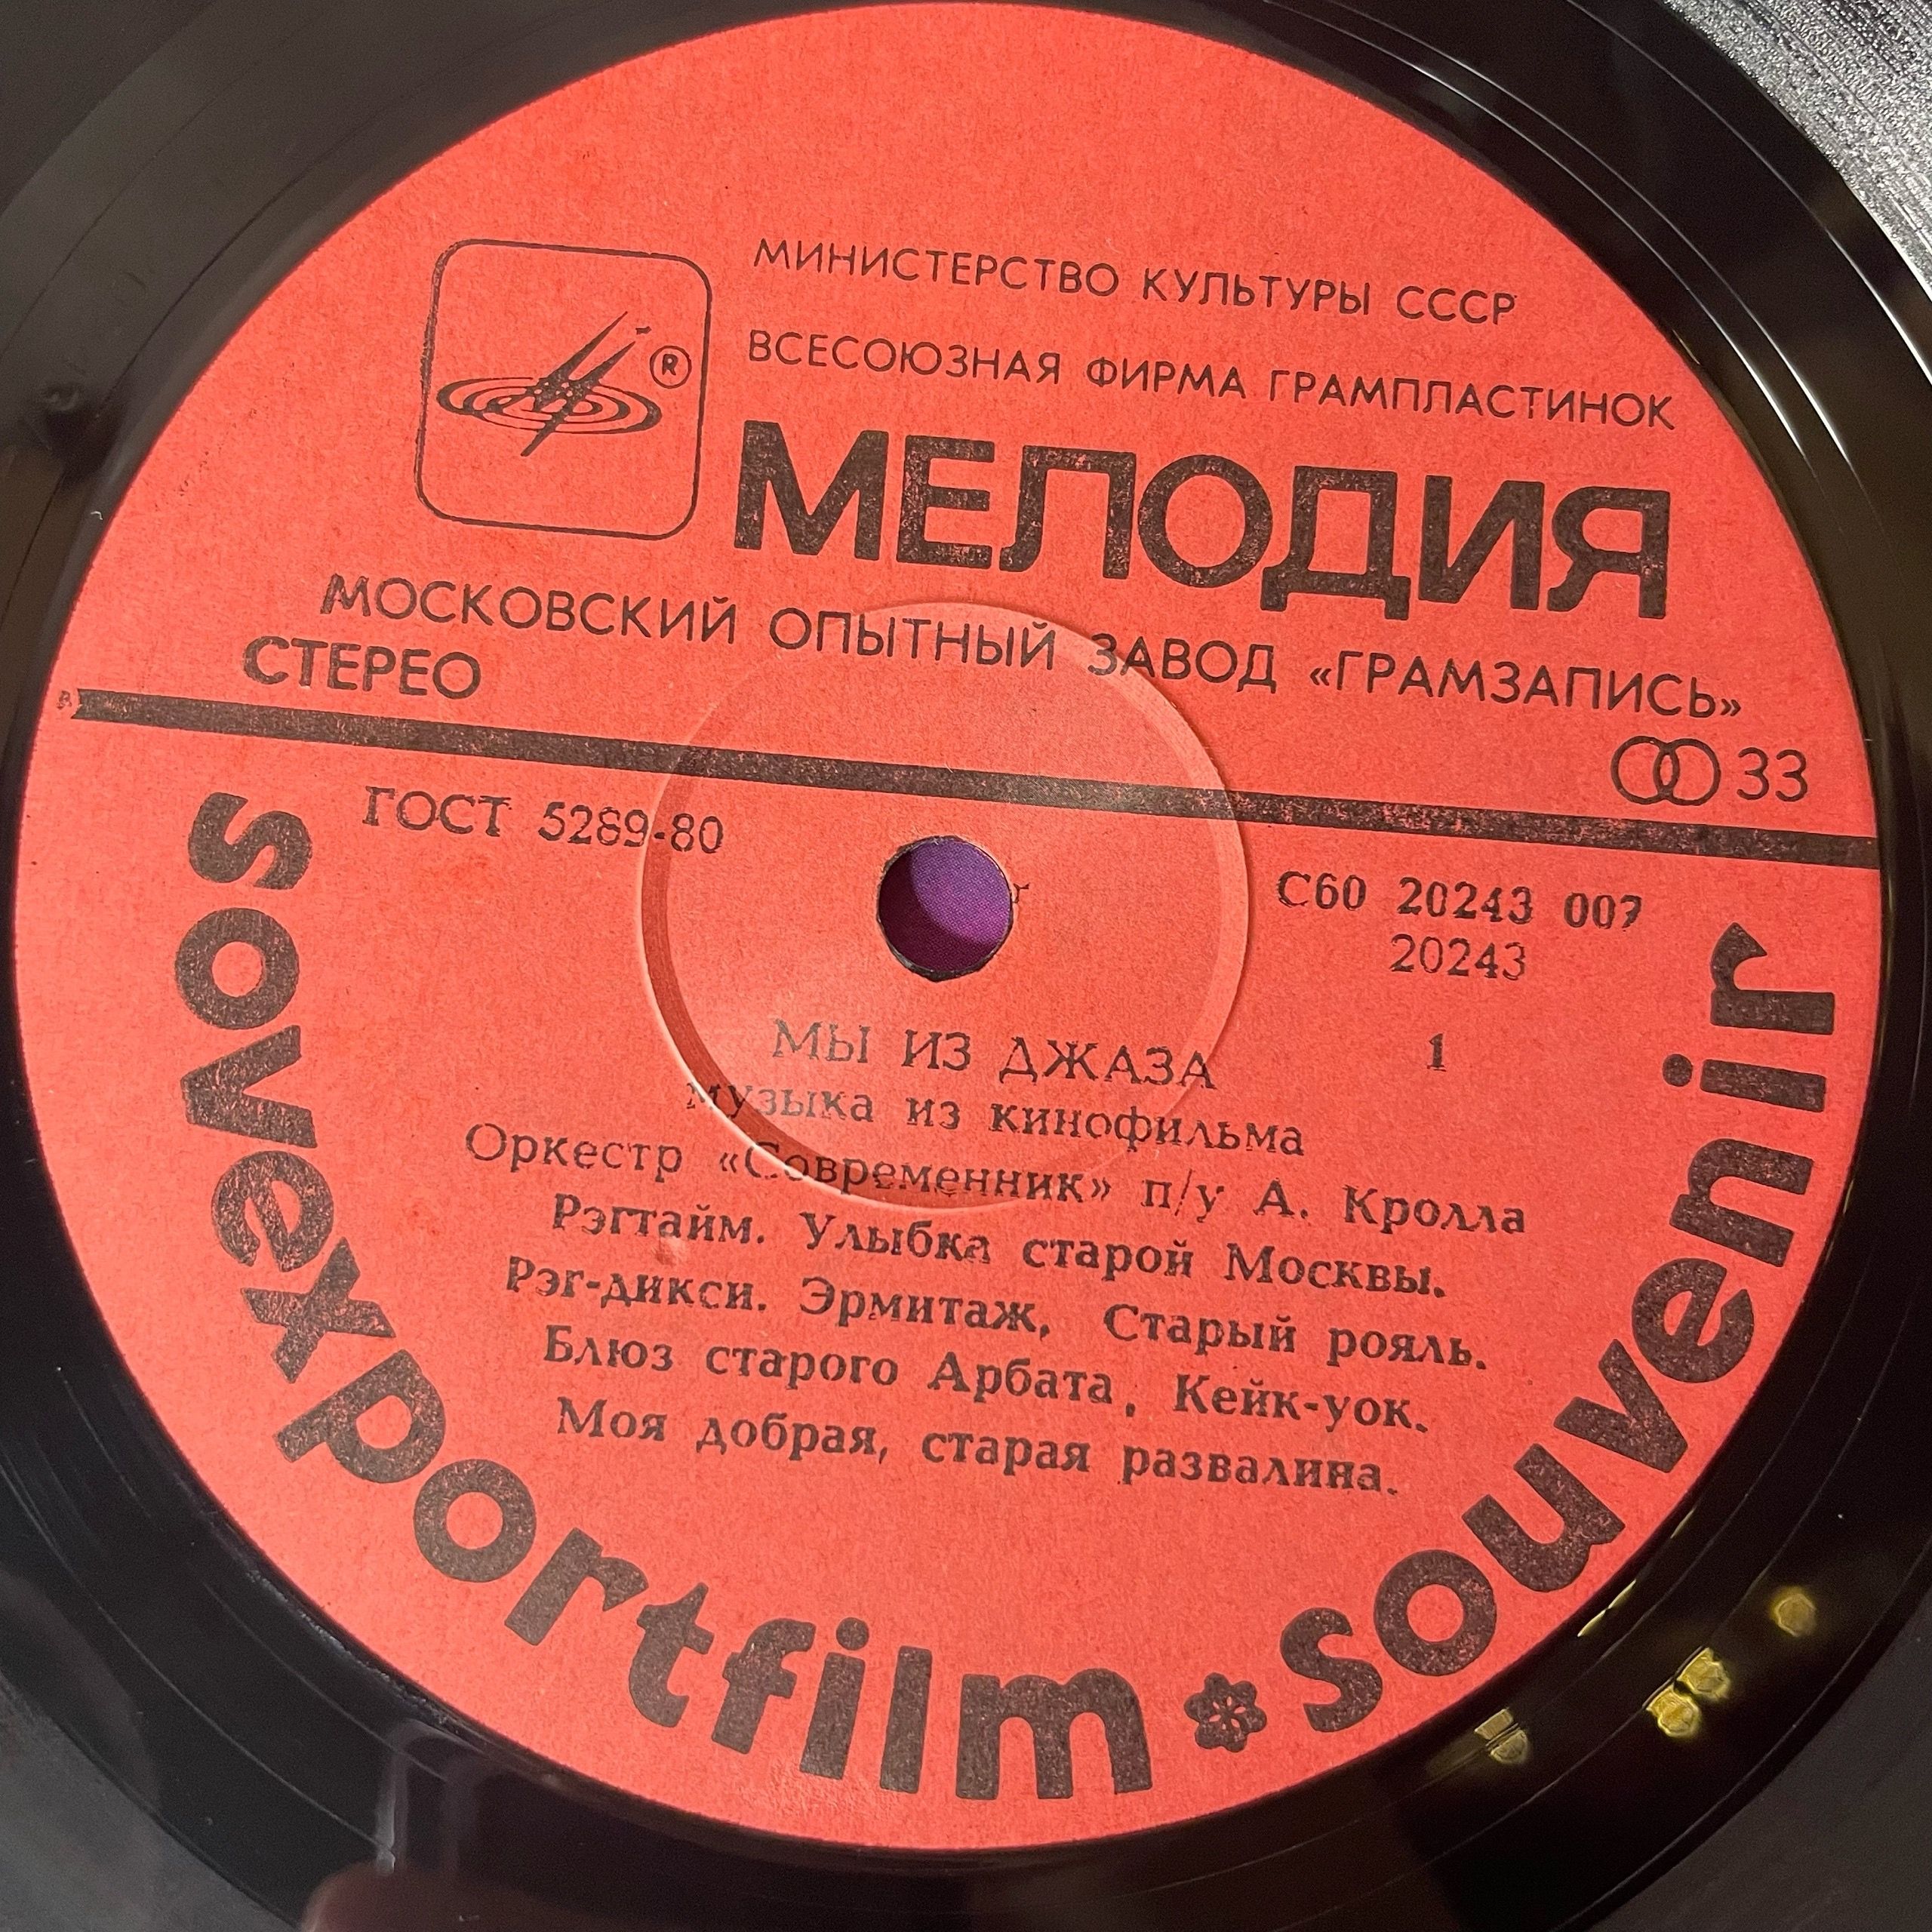 МИНИСТЕРСТВО КУЛЬТУРЫ СССР
ВСЕСОЮЗНАЯ ФИРМА ГРАМПЛАСТИНОК
®
МЕЛОДИЯ
МОСКОВСКИЙ ОПЫТНЫЙ ЗАВОД «ГРАМЗАПИСЬ»
СТЕРЕО
33
ГОСТ 5289-80
С60 20243 007
20243
МЫ ИЗ ДЖАЗА 1
музыка из кинофильма
Оркестр «Современник» п/у А. Кролла
Рэгтайм. Улыбка старой Москвы.
Рэг-дикси. Эрмитаж, Старый рояль.
Блюз старого Арбата, Кейк-уок.
Моя добрая, старая развалина.
sovexportfilm souvenir